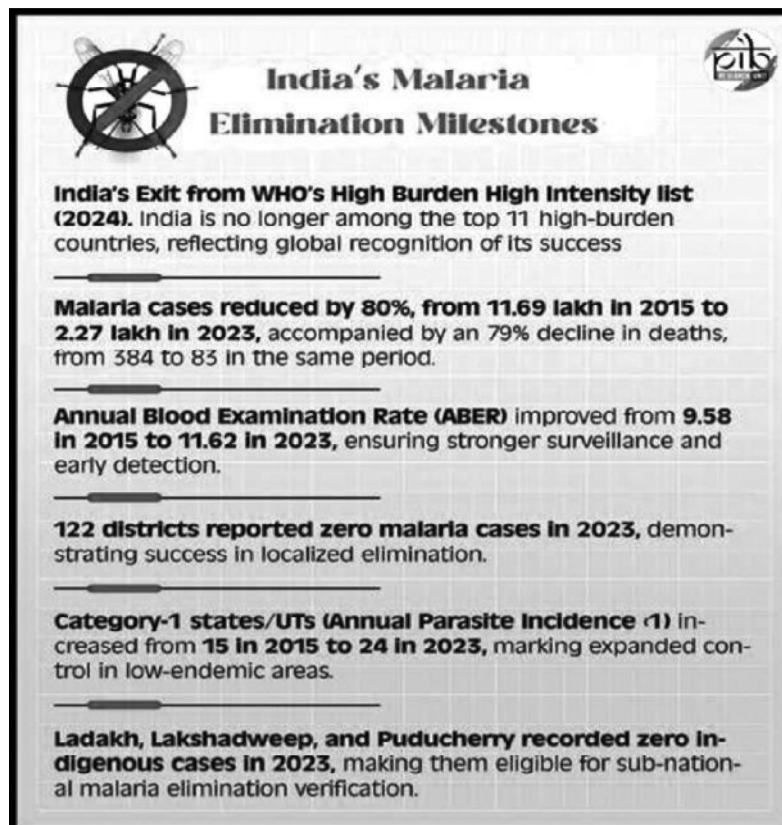 pib
India's Malaria
Elimination Milestones
India's Exit from WHO's High Burden High Intensity list
(2024). India is no longer among the top 11 high-burden
countries, reflecting global recognition of its success
Malaria cases reduced by 80%, from 11.69 lakh in 2015 to
2.27 lakh in 2023, accompanied by an 79% decline in deaths,
from 384 to 83 in the same period.
Annual Blood Examination Rate (ABER) improved from 9.58
in 2015 to 11.62 in 2023, ensuring stronger surveillance and
early detection.
122 districts reported zero malaria cases in 2023, demon-
strating success in localized elimination.
Category-1 states/UTs (Annual Parasite Incidence <1) in-
creased from 15 in 2015 to 24 in 2023, marking expanded con-
trol in low-endemic areas.
Ladakh, Lakshadweep, and Puducherry recorded zero in-
digenous cases in 2023, making them eligible for sub-nation-
al malaria elimination verification.